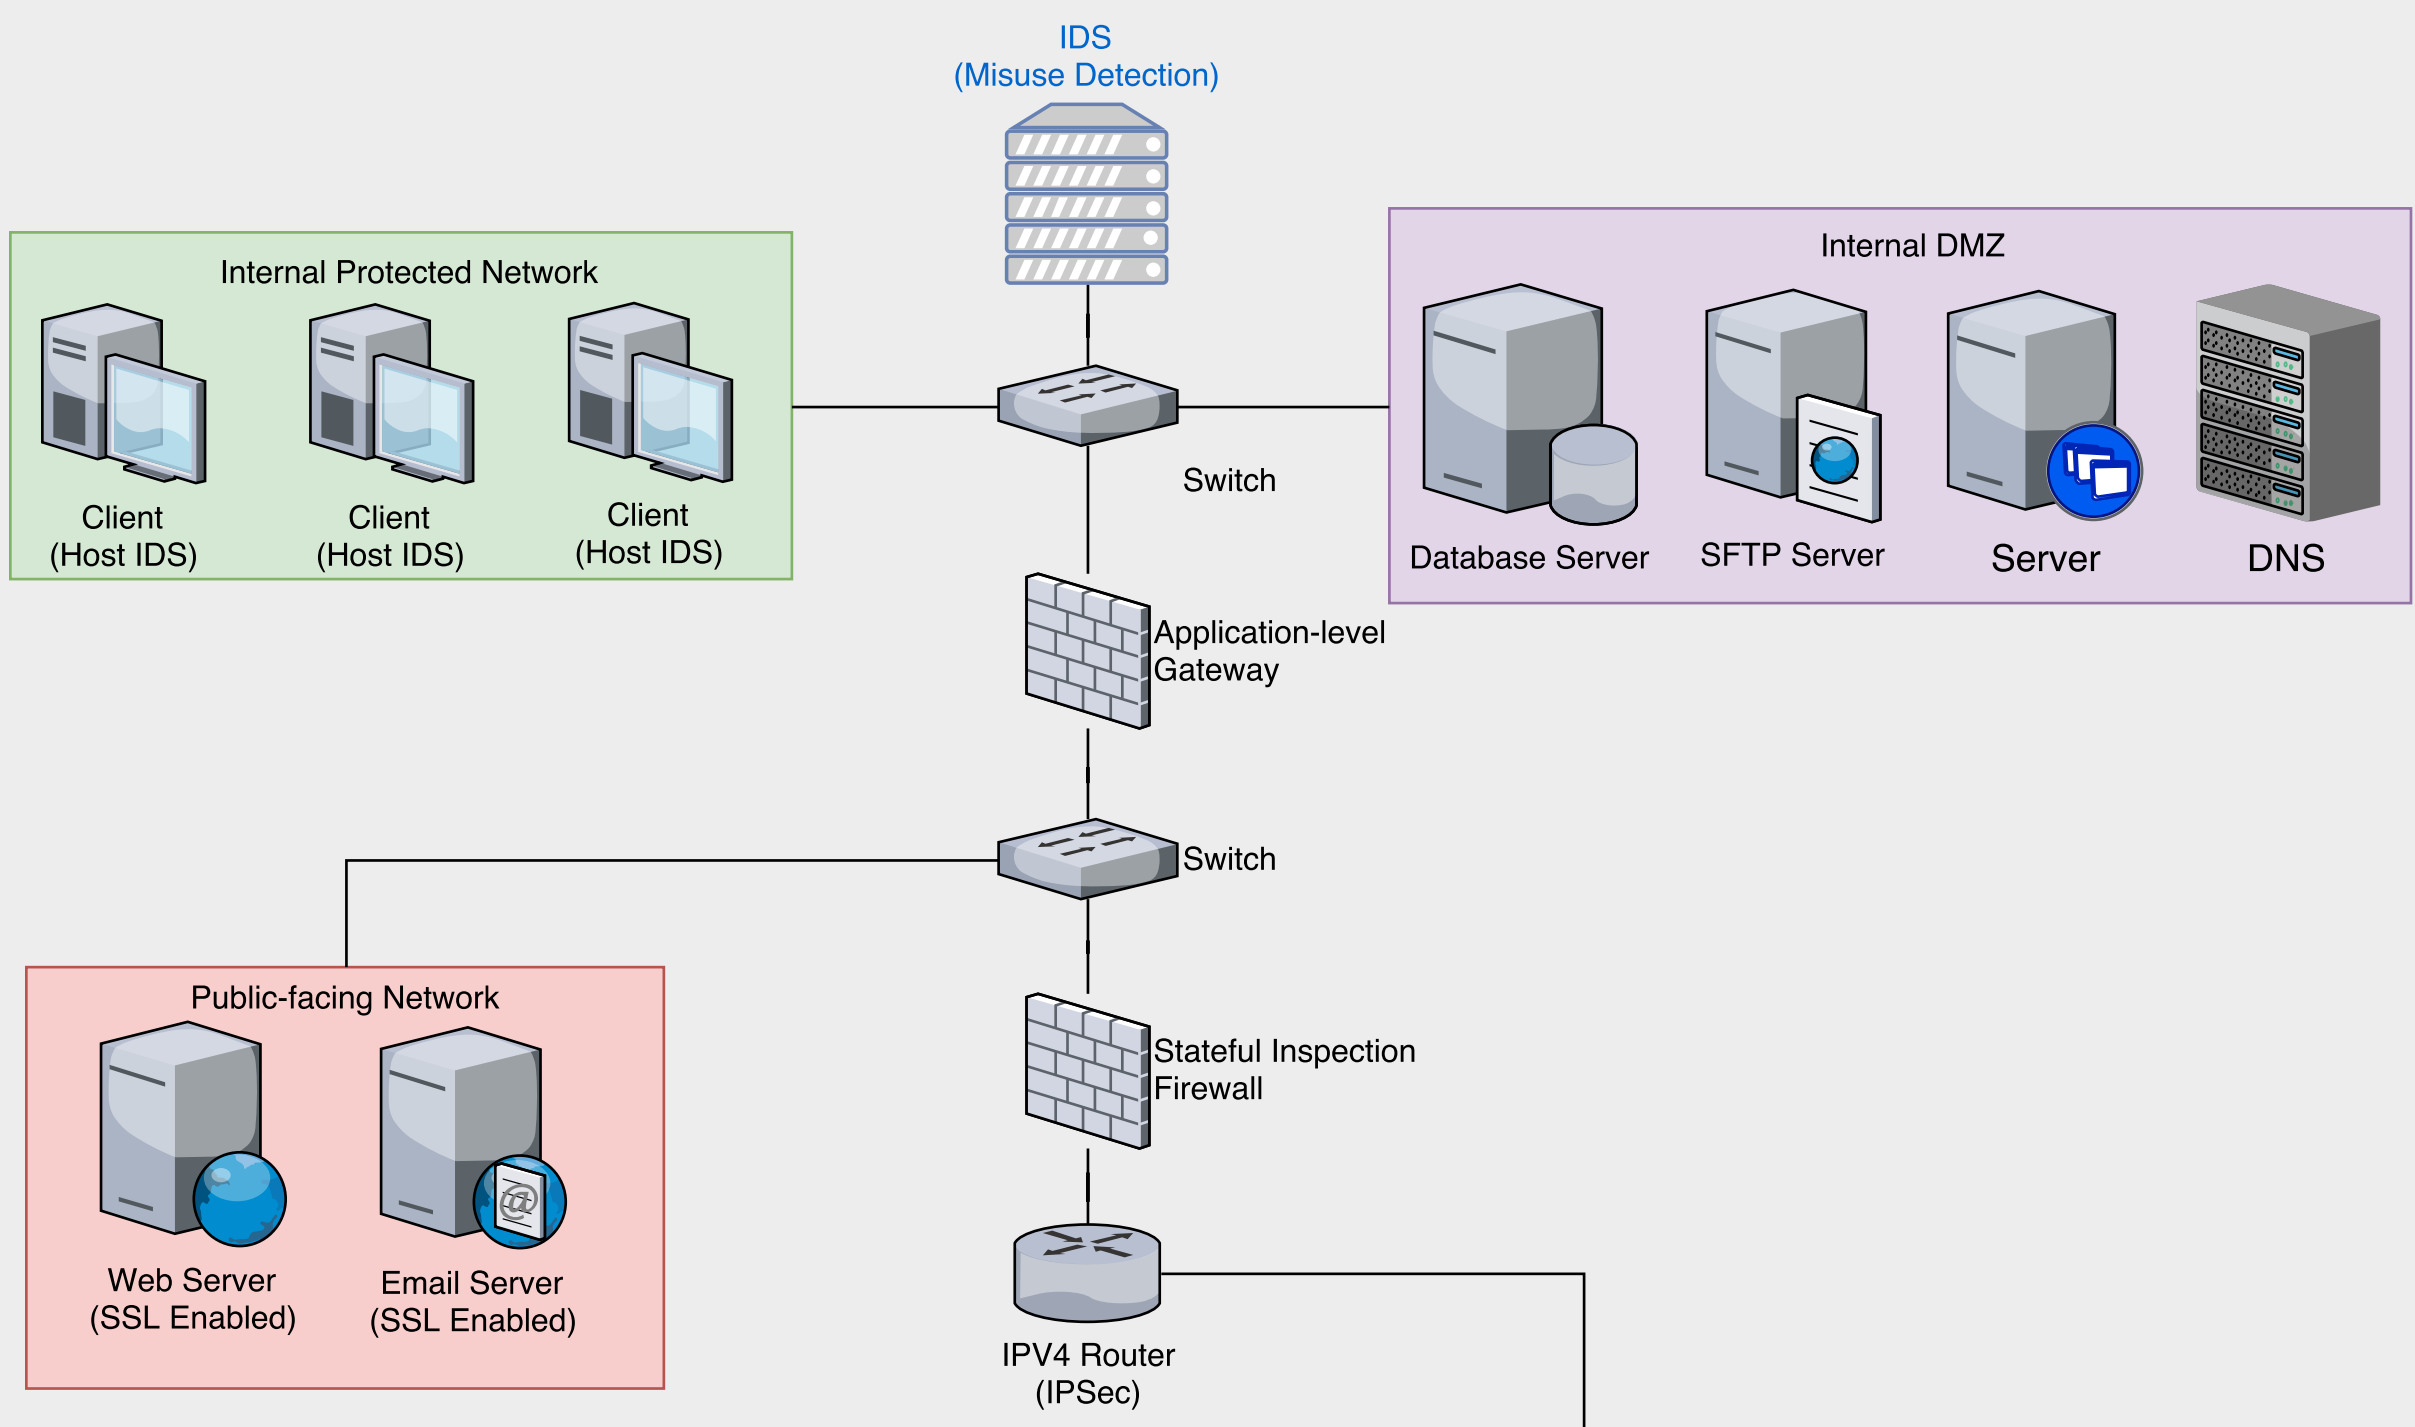 IDS
(Misuse Detection)
Internal DMZ
Internal Protected Network
Client
(Host IDS)
Client
(Host IDS)
Client
(Host IDS)
Switch
Database Server
SFTP Server
Server
DNS
Application-level
Gateway
Switch
Public-facing Network
Stateful Inspection
Firewall
@
Web Server
(SSL Enabled)
Email Server
(SSL Enabled)
IPV4 Router
(IPSec)